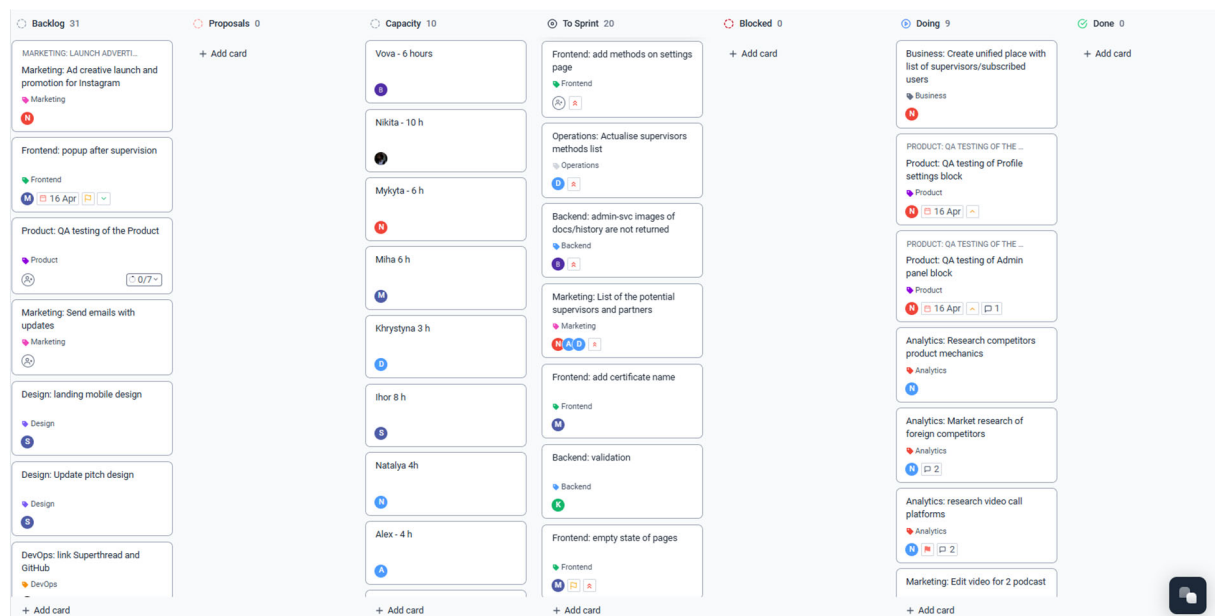 Backlog 31
MARKETING: LAUNCH ADVERTI...
Marketing: Ad creative launch and
promotion for Instagram
Marketing
N
Frontend: popup after supervision
Frontend
M 16 Apr
Product: QA testing of the Product
Product
0/7
Marketing: Send emails with
updates
Marketing
Design: landing mobile design
Design
S
Design: Update pitch design
Design
S
DevOps: link Superthread and
GitHub
DevOps
+ Add card
Proposals 0
+ Add card
Capacity 10
Vova - 6 hours
B
Nikita - 10 h
Mykyta - 6 h
N
Miha 6 h
M
Khrystyna 3 h
D
Ihor 8 h
S
Natalya 4h
N
Alex - 4 h
A
+ Add card
To Sprint 20
Frontend: add methods on settings
page
Frontend
Operations: Actualise supervisors
methods list
Operations
D
Backend: admin-svc images of
docs/history are not returned
Backend
B
Marketing: List of the potential
supervisors and partners
Marketing
N A D
Frontend: add certificate name
Frontend
M
Backend: validation
Backend
K
Frontend: empty state of pages
Frontend
M
+ Add card
Blocked 0
+ Add card
Doing 9
Business: Create unified place with
list of supervisors/subscribed
users
Business
N
PRODUCT: QA TESTING OF THE ...
Product: QA testing of Profile
settings block
Product
N 16 Apr
PRODUCT: QA TESTING OF THE ...
Product: QA testing of Admin
panel block
Product
N 16 Apr 1
Analytics: Research competitors
product mechanics
Analytics
N
Analytics: Market research of
foreign competitors
Analytics
N 2
Analytics: research video call
platforms
Analytics
N 2
Marketing: Edit video for 2 podcast
+ Add card
Done 0
+ Add card